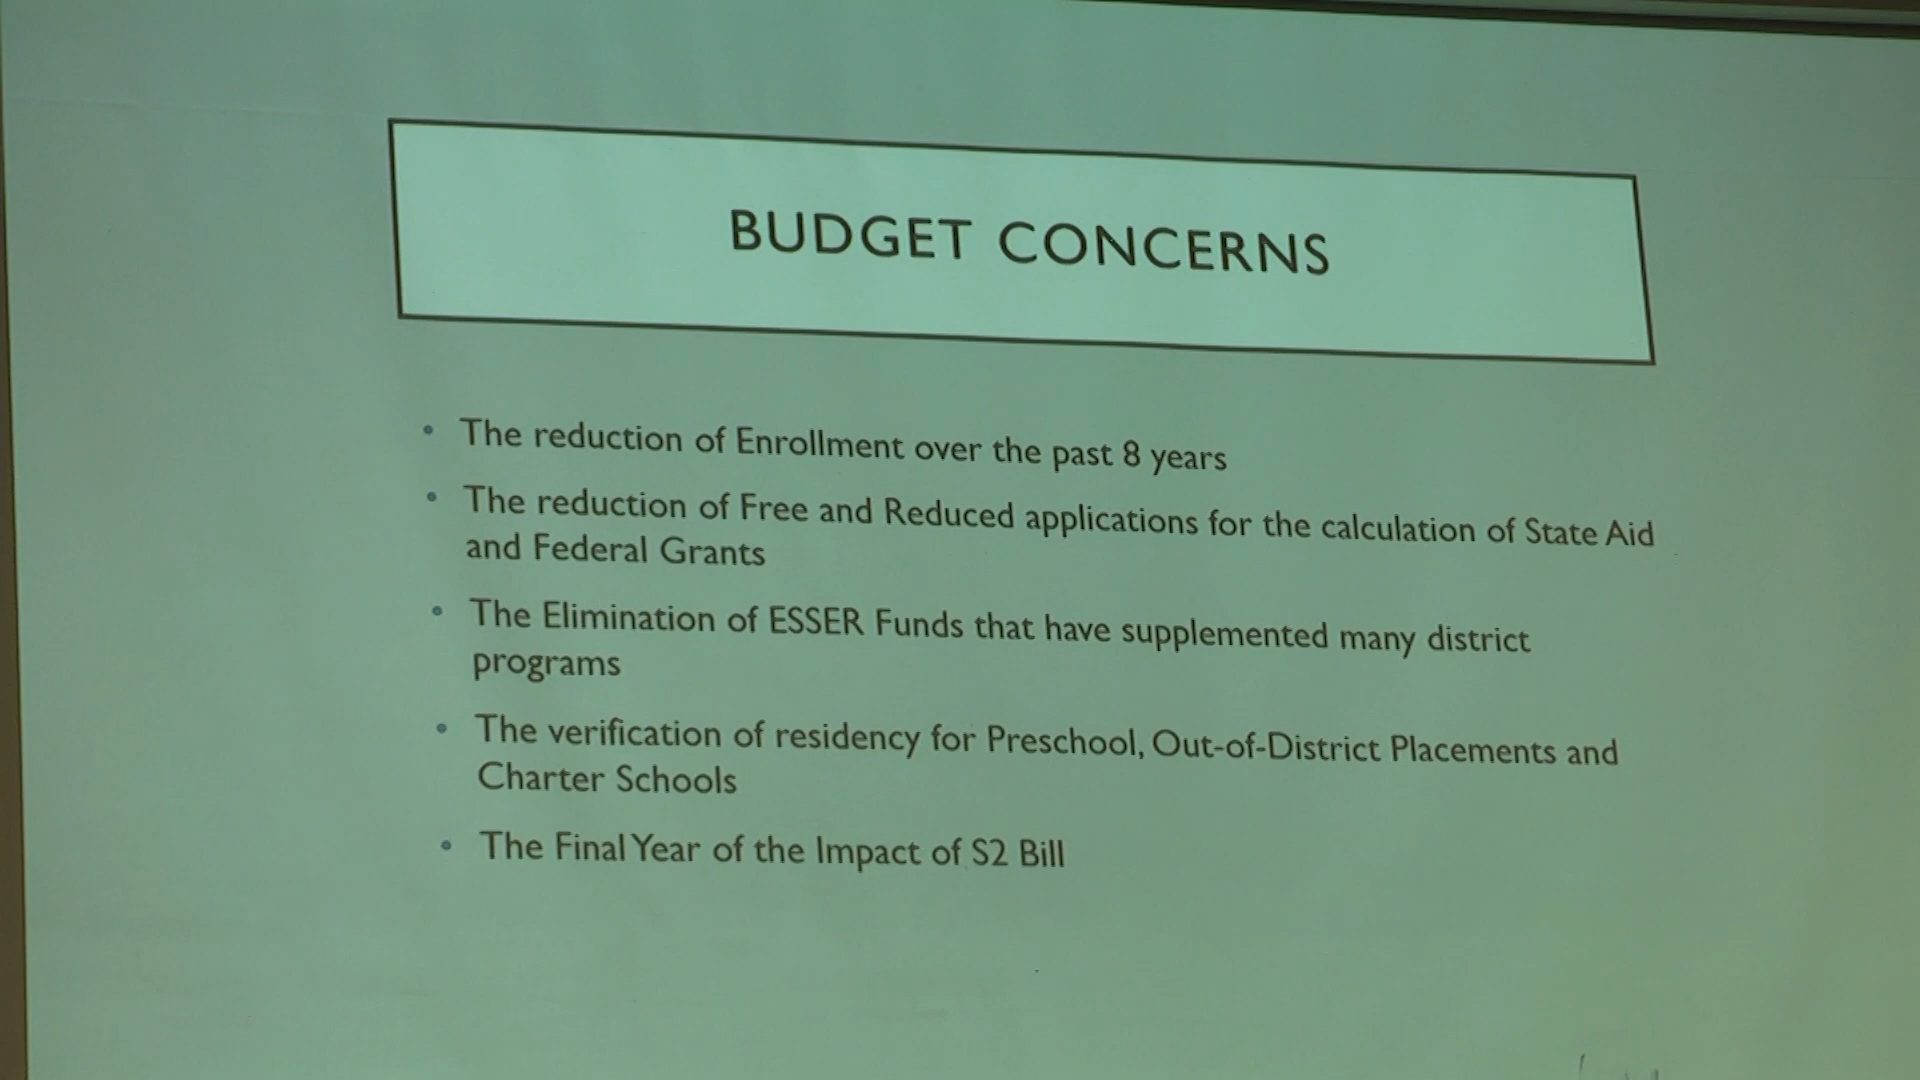 BUDGET CONCERNS
• The reduction of Enrollment over the past 8 years
• The reduction of Free and Reduced applications for the calculation of State Aid
and Federal Grants
• The Elimination of ESSER Funds that have supplemented many district
programs
• The verification of residency for Preschool, Out-of-District Placements and
Charter Schools
• The Final Year of the Impact of S2 Bill